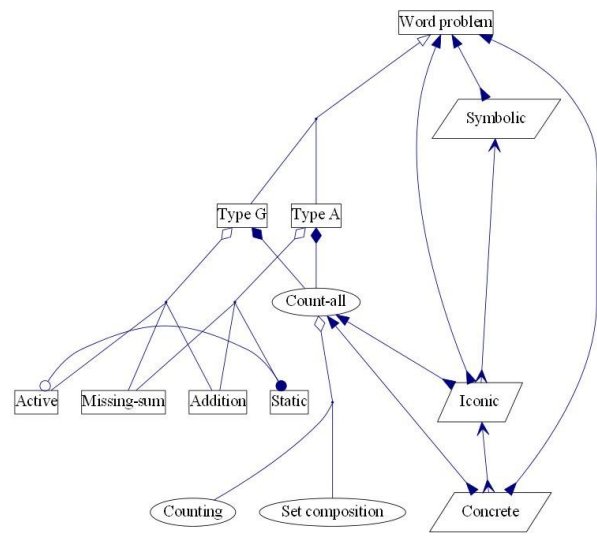 Word problem
Symbolic
Type G
Type A
Count-all
Active
Missing-sum
Addition
Static
Iconic
Counting
Set composition
Concrete